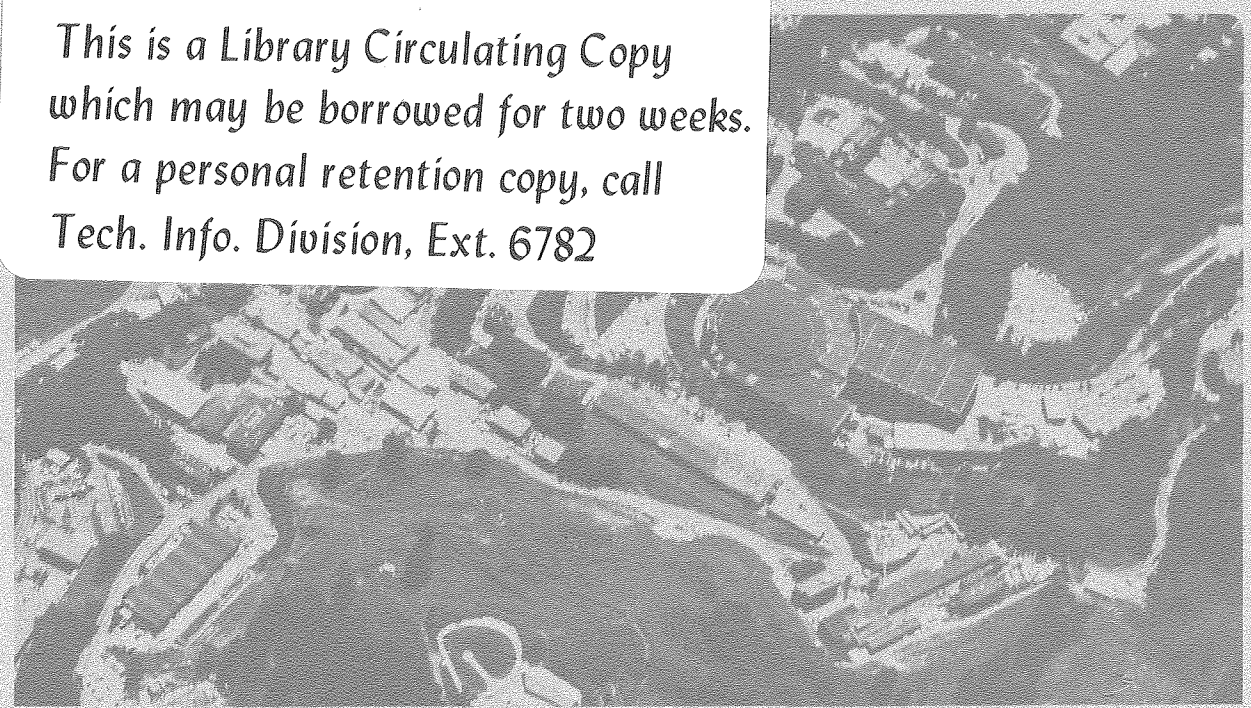 This is a Library Circulating Copy
which may be borrowed for two weeks.
For a personal retention copy, call
Tech. Info. Division, Ext. 6782